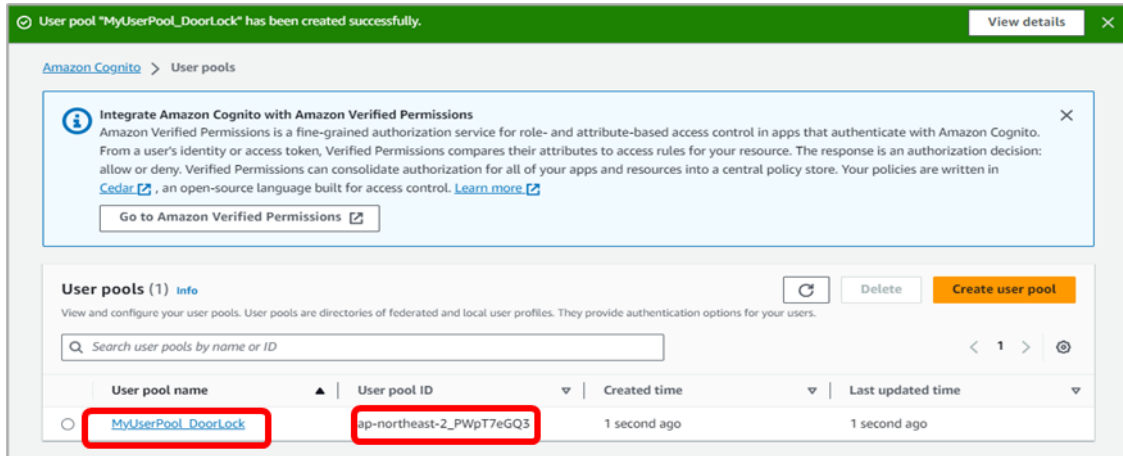 User pool "MyUserPool_DoorLock" has been created successfully.
View details
Amazon Cognito > User pools
Integrate Amazon Cognito with Amazon Verified Permissions
Amazon Verified Permissions is a fine-grained authorization service for role- and attribute-based access control in apps that authenticate with Amazon Cognito.
From a user's identity or access token, Verified Permissions compares their attributes to access rules for your resource. The response is an authorization decision:
allow or deny. Verified Permissions can consolidate authorization for all of your apps and resources into a central policy store. Your policies are written in
Cedar , an open-source language built for access control. Learn more
Go to Amazon Verified Permissions
User pools (1) Info
Delete
Create user pool
View and configure your user pools. User pools are directories of federated and local user profiles. They provide authentication options for your users.
Search user pools by name or ID
< 1 >
User pool name User pool ID Created time Last updated time
MyUserPool_DoorLock ap-northeast-2_PWpT7eGQ3 1 second ago 1 second ago